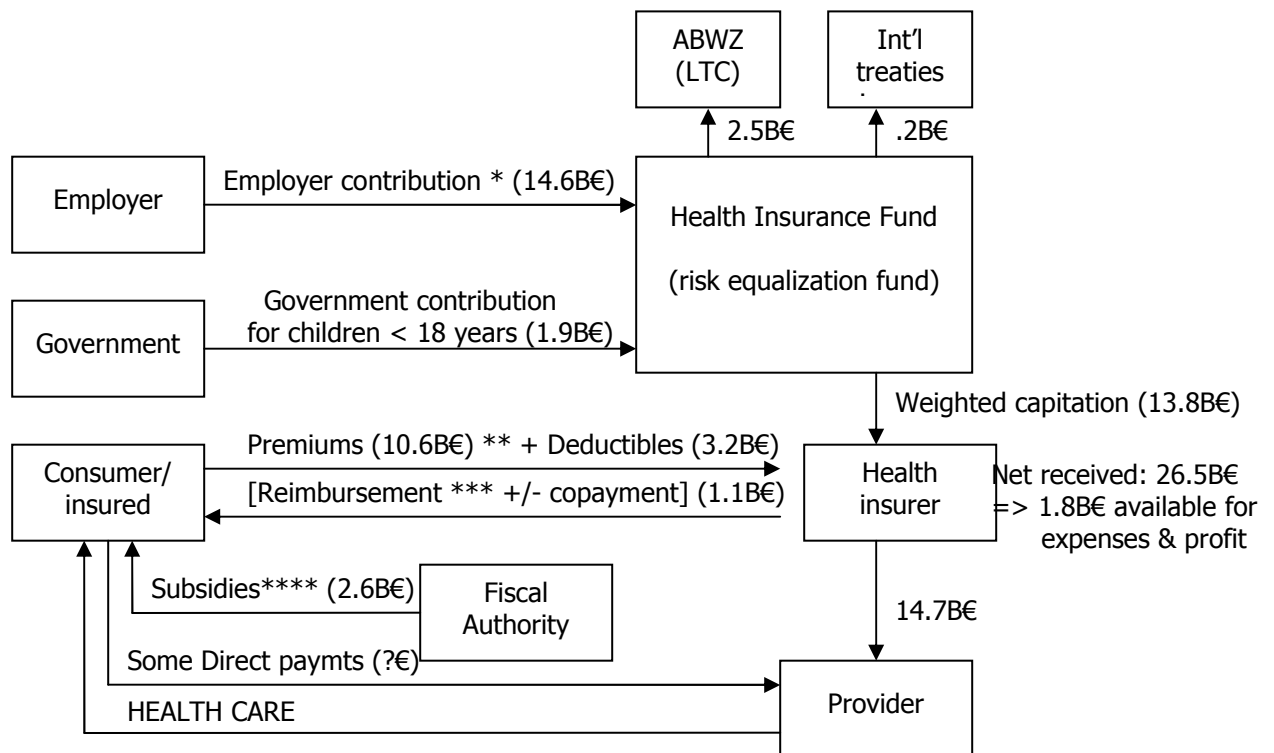 ABWZ
(LTC)
Int'l
treaties
2.5B€
.2B€
Employer
Employer contribution * (14.6B€)
Health Insurance Fund
(risk equalization fund)
Government
Government contribution
for children < 18 years (1.9B€)
Weighted capitation (13.8B€)
Consumer/
insured
Premiums (10.6B€) ** + Deductibles (3.2B€)
[Reimbursement *** +/- copayment] (1.1B€)
Health
insurer
Net received: 26.5B€
=> 1.8B€ available for
expenses & profit
Subsidies**** (2.6B€)
Fiscal
Authority
14.7B€
Some Direct paymts (?€)
HEALTH CARE
Provider